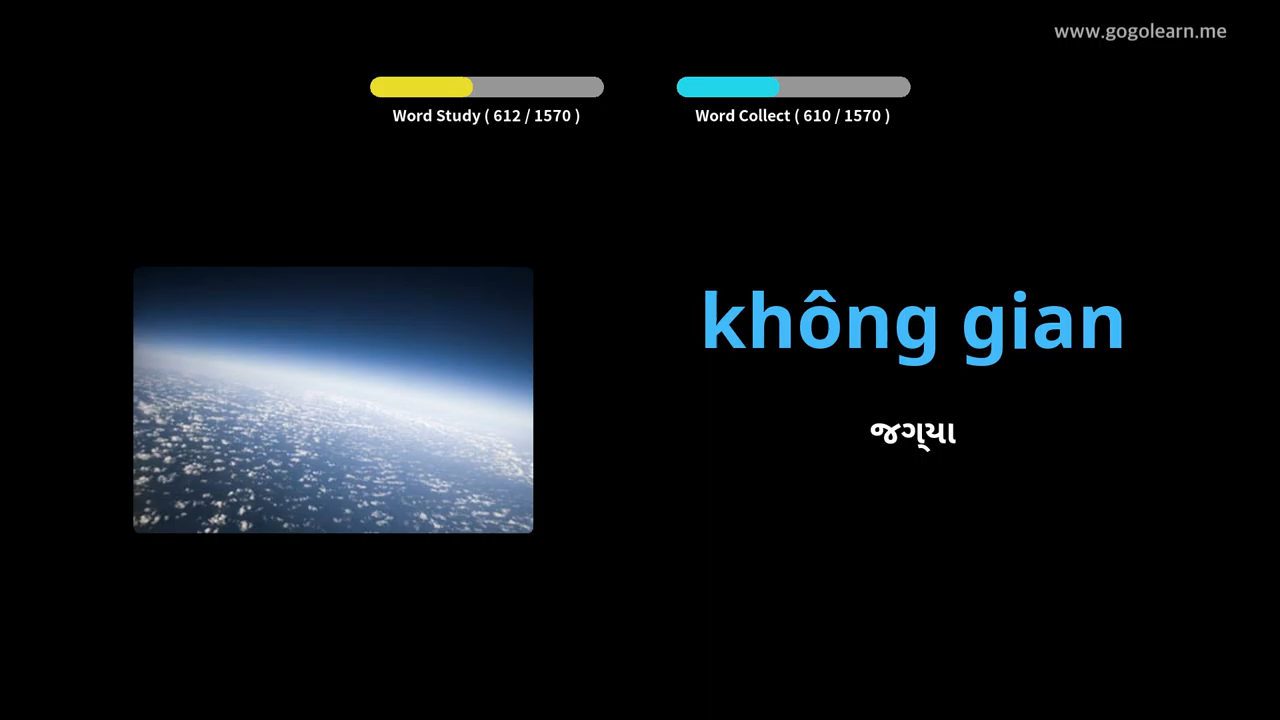 www.gogolearn.me
Word Study ( 612 / 1570 )
Word Collect ( 610 / 1570 )
không gian
જગ્યા